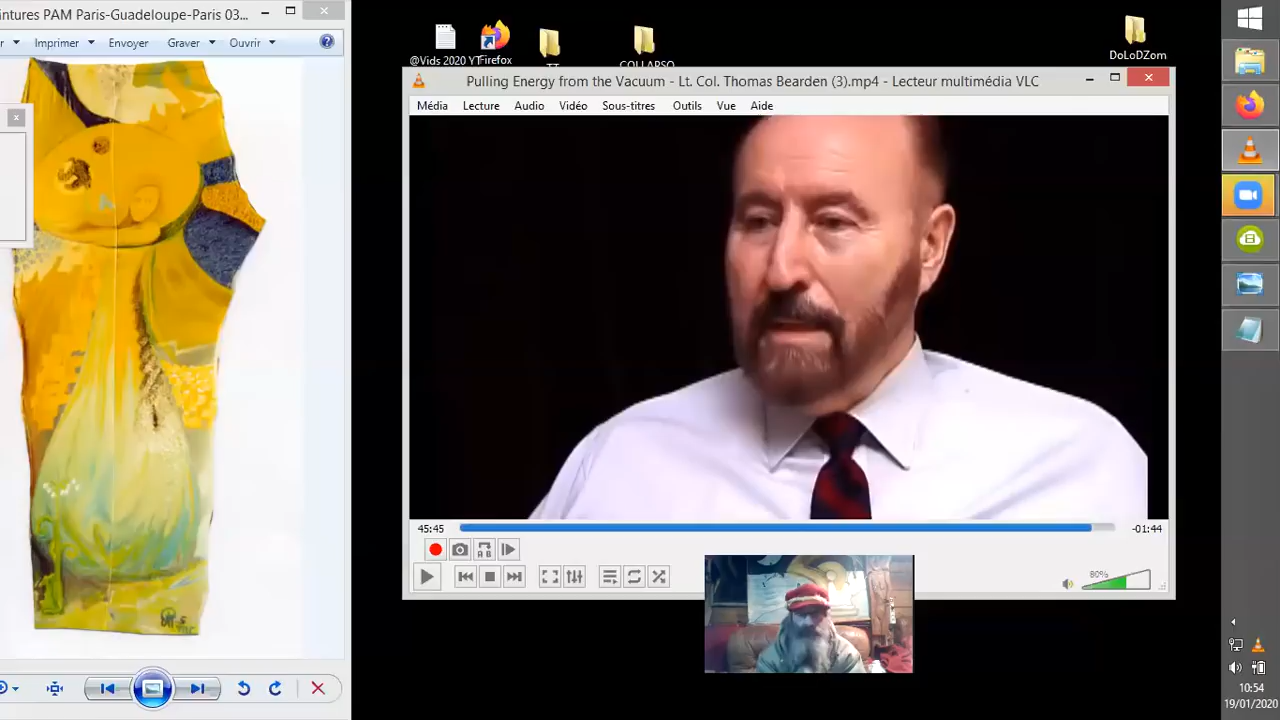 intures PAM Paris-Guadeloupe-Paris 03...
Imprimer
Envoyer
Graver
Ouvrir
@Vids 2020 YT
Firefox
TT
COLLAPSO
DoLoDZom
Pulling Energy from the Vacuum - Lt. Col. Thomas Bearden (3).mp4 - Lecteur multimédia VLC
Média Lecture Audio Vidéo Sous-titres Outils Vue Aide
45:45
-01:44
80%
10:54
19/01/2020